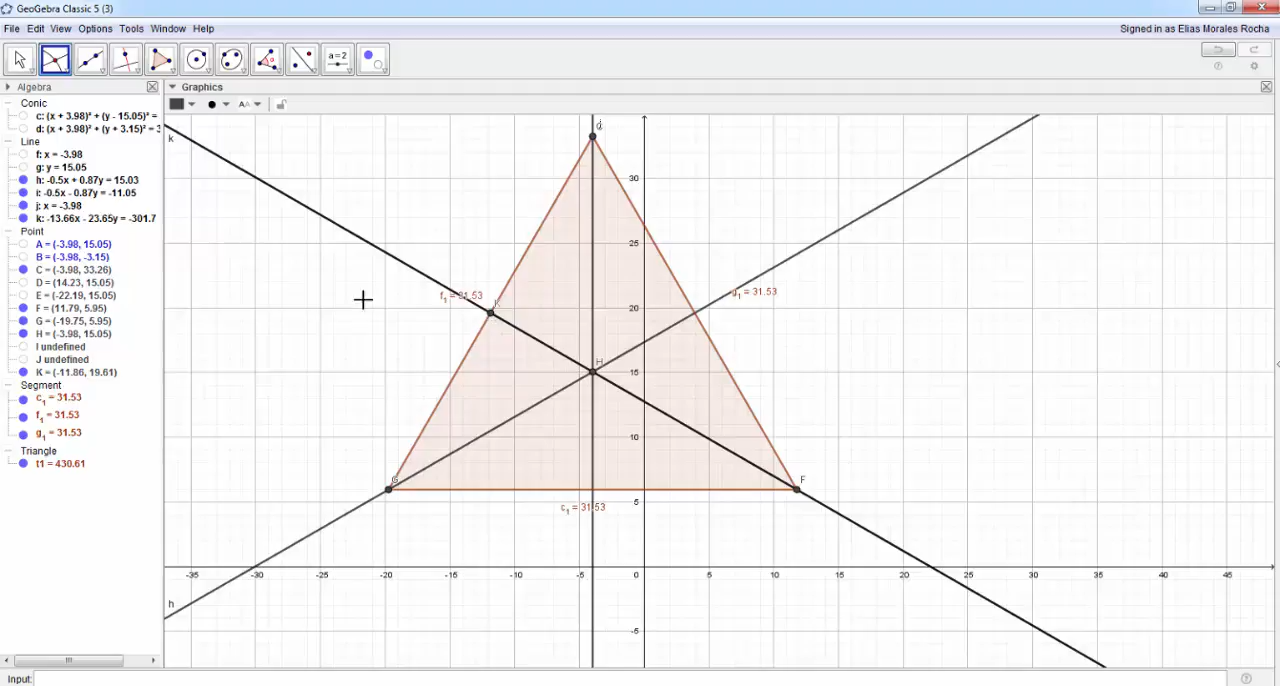 GeoGebra Classic 5 (3)
File Edit View Options Tools Window Help
Signed in as Elias Morales Rocha
a=2
Algebra
Graphics
AA
Conic
c: (x + 3.98)² + (y - 15.05)² =
d: (x + 3.98)² + (y + 3.15)² = 3
Line
f: x = -3.98
g: y = 15.05
h: -0.5x + 0.87y = 15.03
i: -0.5x - 0.87y = -11.05
j: x = -3.98
k: -13.66x - 23.65y = -301.7
Point
A = (-3.98, 15.05)
B = (-3.98, -3.15)
C = (-3.98, 33.26)
D = (14.23, 15.05)
E = (-22.19, 15.05)
F = (11.79, 5.95)
G = (-19.75, 5.95)
H = (-3.98, 15.05)
I undefined
J undefined
K = (-11.86, 19.61)
Segment
c₁ = 31.53
f₁ = 31.53
g₁ = 31.53
Triangle
t1 = 430.61
k
30
25
f₁ = 31.53
g₁ = 31.53
K
20
H
15
10
G
F
5
c₁ = 31.53
-35 -30 -25 -20 -15 -10 -5 0 5 10 15 20 25 30 35 40 45
h
-5
Input: